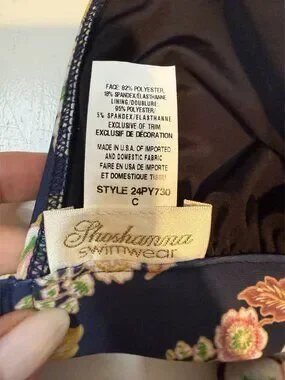 FACE: 82% POLYESTER,
18% SPANDEX/ELASTHANNE
LINING/DOUBLURE:
95% POLYESTER/
5% SPANDEX/ELASTHANNE
EXCLUSIVE OF TRIM
EXCLUSIF DE DÉCORATION
MADE IN U.S.A. OF IMPORTED
AND DOMESTIC FABRIC
FAIRE EN USA DE IMPORTE
ET DOMESTIQUE TISSU
STYLE 24PY730
C
Shoshanna
swimwear